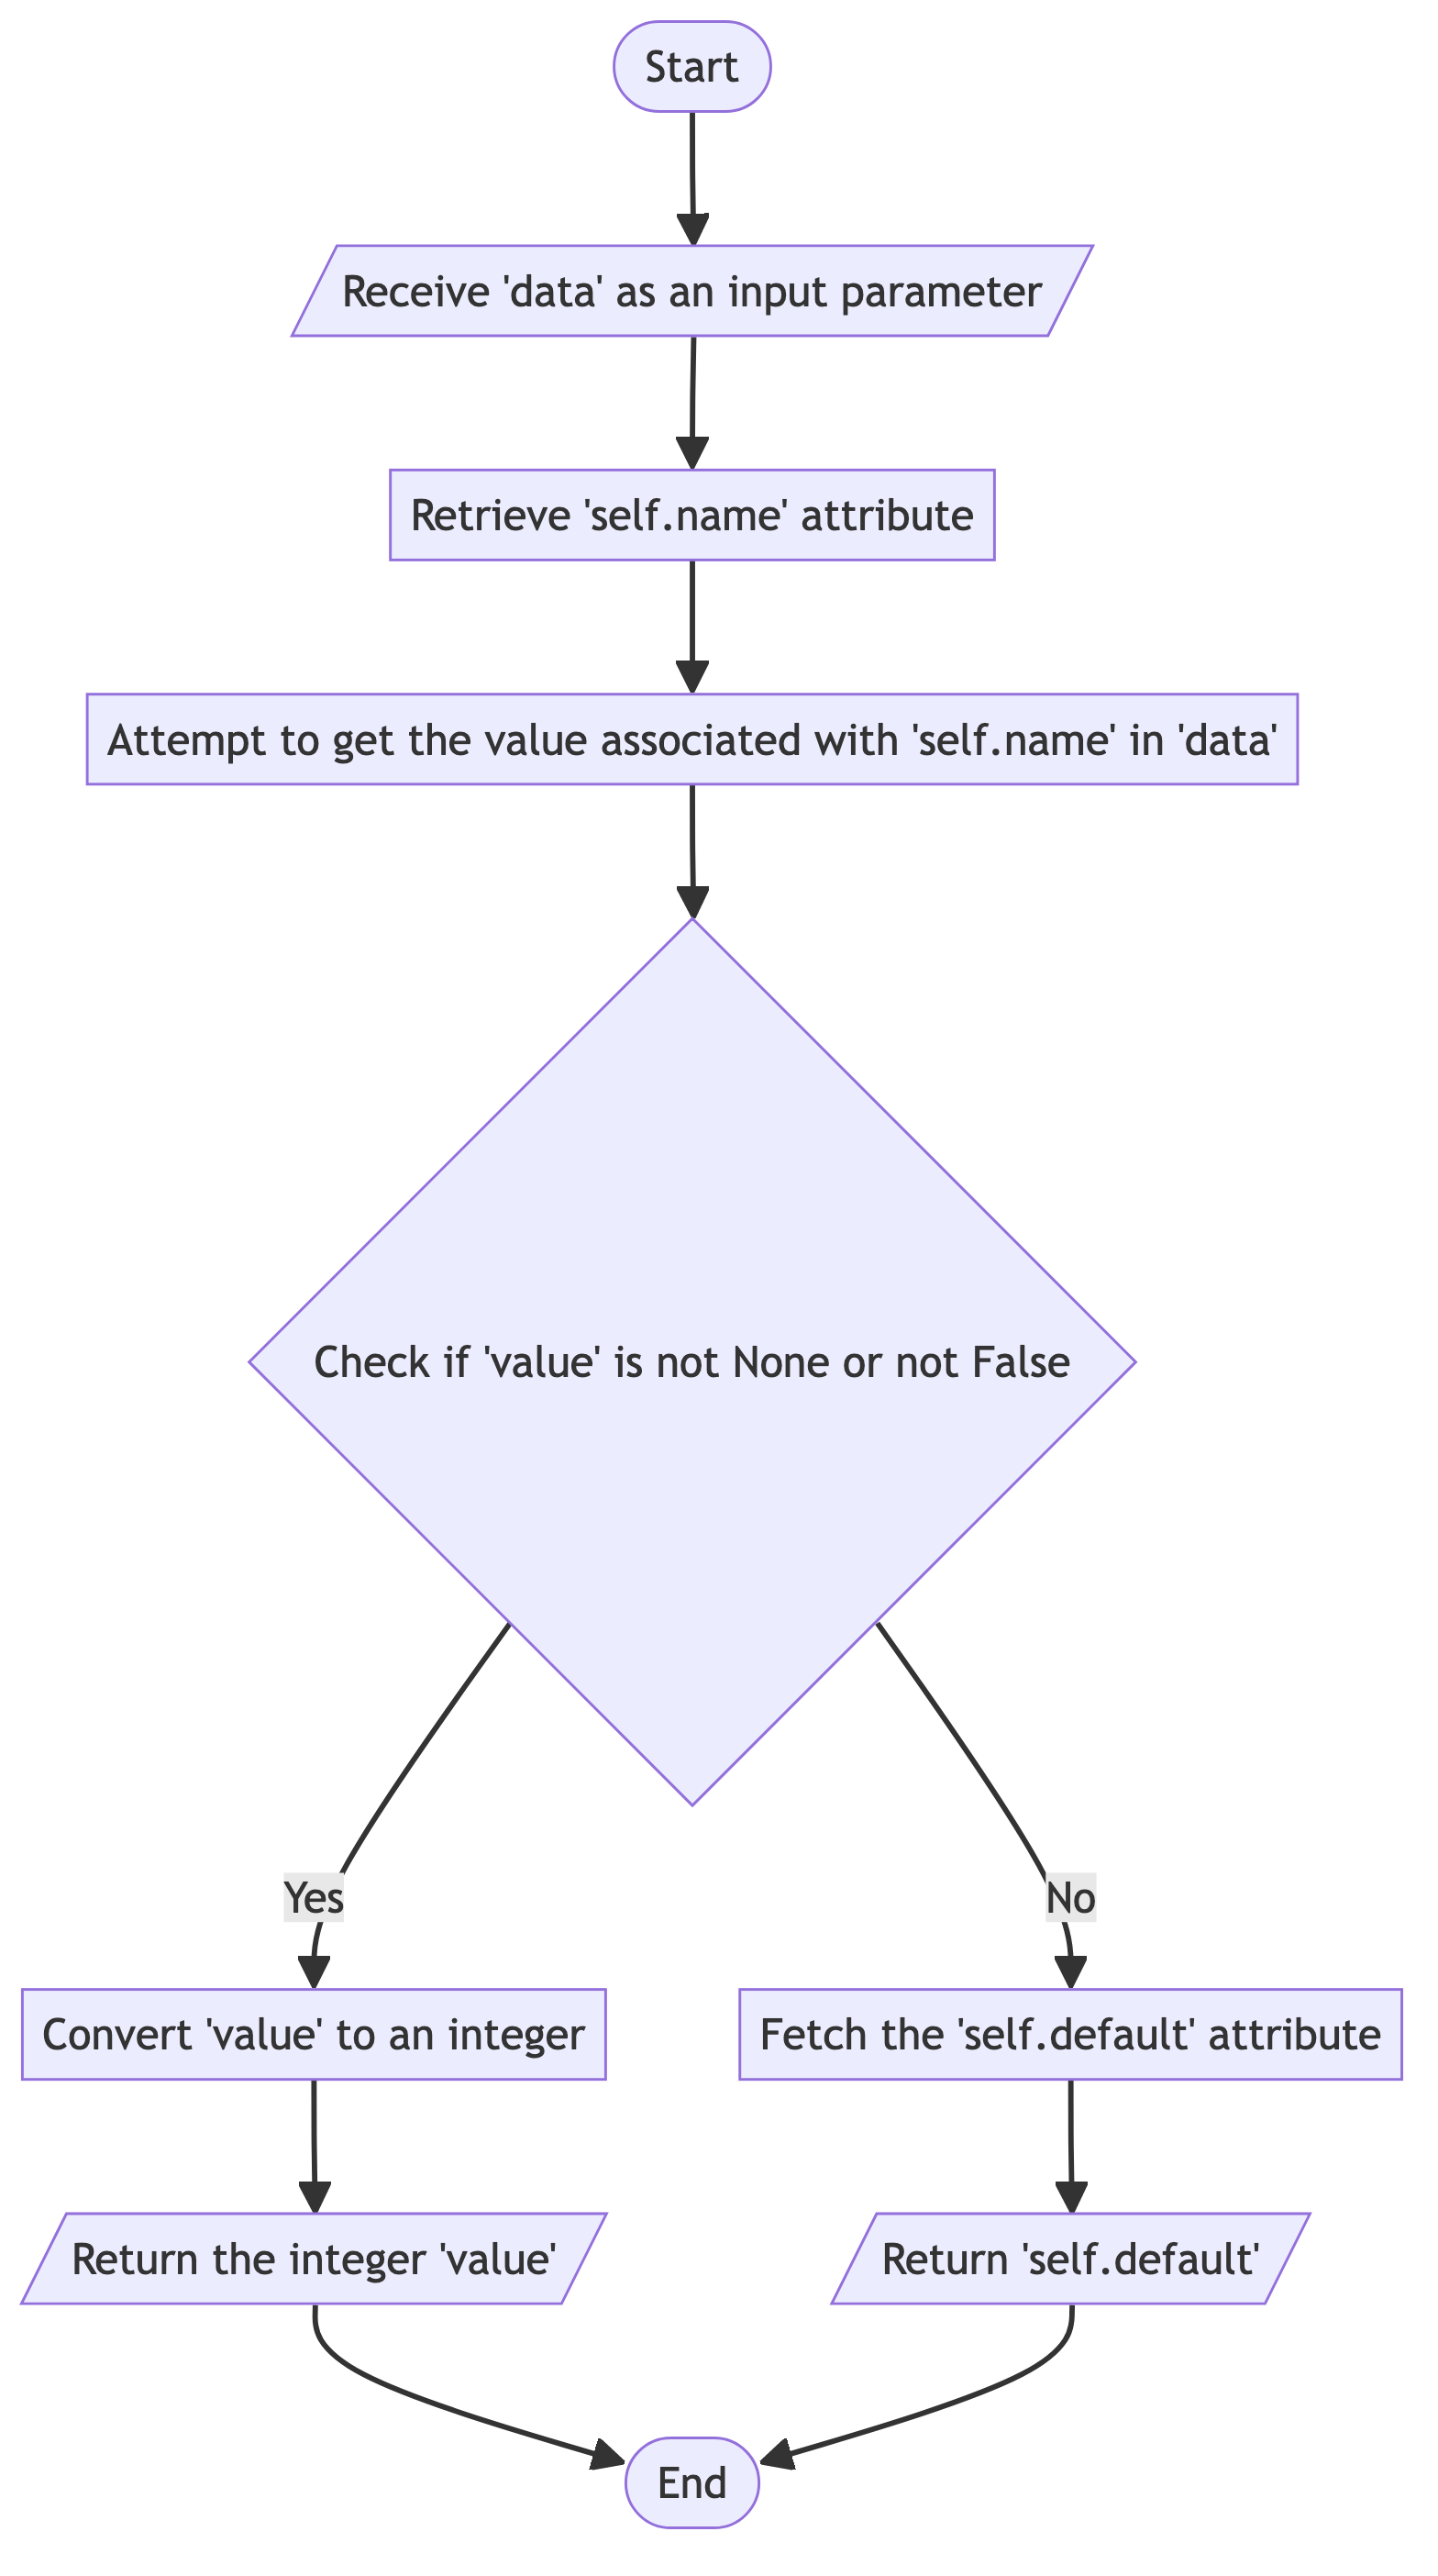 Start
Receive 'data' as an input parameter
Retrieve 'self.name' attribute
Attempt to get the value associated with 'self.name' in 'data'
Check if 'value' is not None or not False
Yes
No
Convert 'value' to an integer
Fetch the 'self.default' attribute
Return the integer 'value'
Return 'self.default'
End